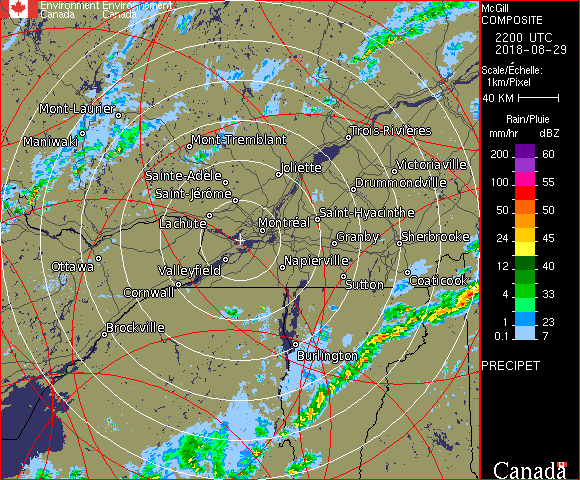 Environment Environnement
Canada Canada
McGill
COMPOSITE
2200 UTC
2018-08-29
Scale/Échelle:
1km/Pixel
40 KM
Rain/Pluie
mm/hr dBZ
200 60
150 57
100 55
50 50
24 45
12 40
4 33
1 23
0.1 7
PRECIPET
Canada
Mont-Laurier
Maniwaki
Mont-Tremblant
Trois-Rivières
Joliette
Victoriaville
Sainte-Adèle
Drummondville
Saint-Jérôme
Lachute
Saint-Hyacinthe
Montréal
Granby
Sherbrooke
Ottawa
Valleyfield
Napierville
Sutton
Coaticook
Cornwall
Brockville
Burlington